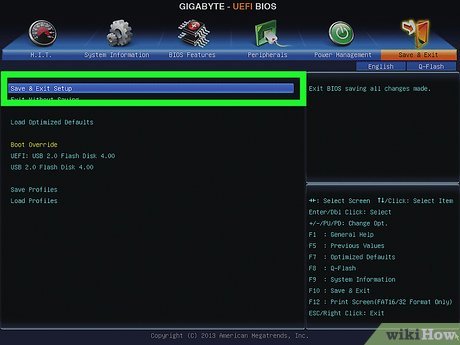 GIGABYTE - UEFI BIOS
M.I.T. System Information BIOS Features Peripherals Power Management Save & Exit
English Q-Flash
Save & Exit Setup
Exit Without Saving
Load Optimized Defaults
Boot Override
UEFI: USB 2.0 Flash Disk 4.00
USB 2.0 Flash Disk 4.00
Save Profiles
Load Profiles
Exit BIOS saving all changes made.
→←: Select Screen ↑↓/Click: Select Item
Enter/Dbl Click: Select
+/-/PU/PD: Change Opt.
F1 : General Help
F5 : Previous Values
F7 : Optimized Defaults
F8 : Q-Flash
F9 : System Information
F10 : Save & Exit
F12 : Print Screen(FAT16/32 Format Only)
ESC/Right Click: Exit
Copyright (C) 2013 American Megatrends, Inc.
wikiHow